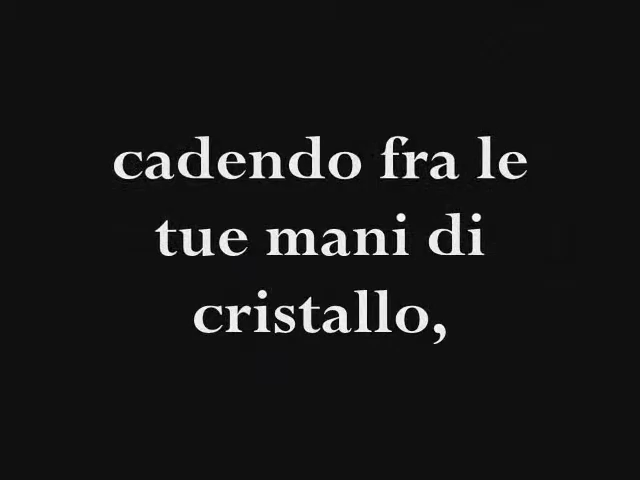 cadendo fra le
tue mani di
cristallo,